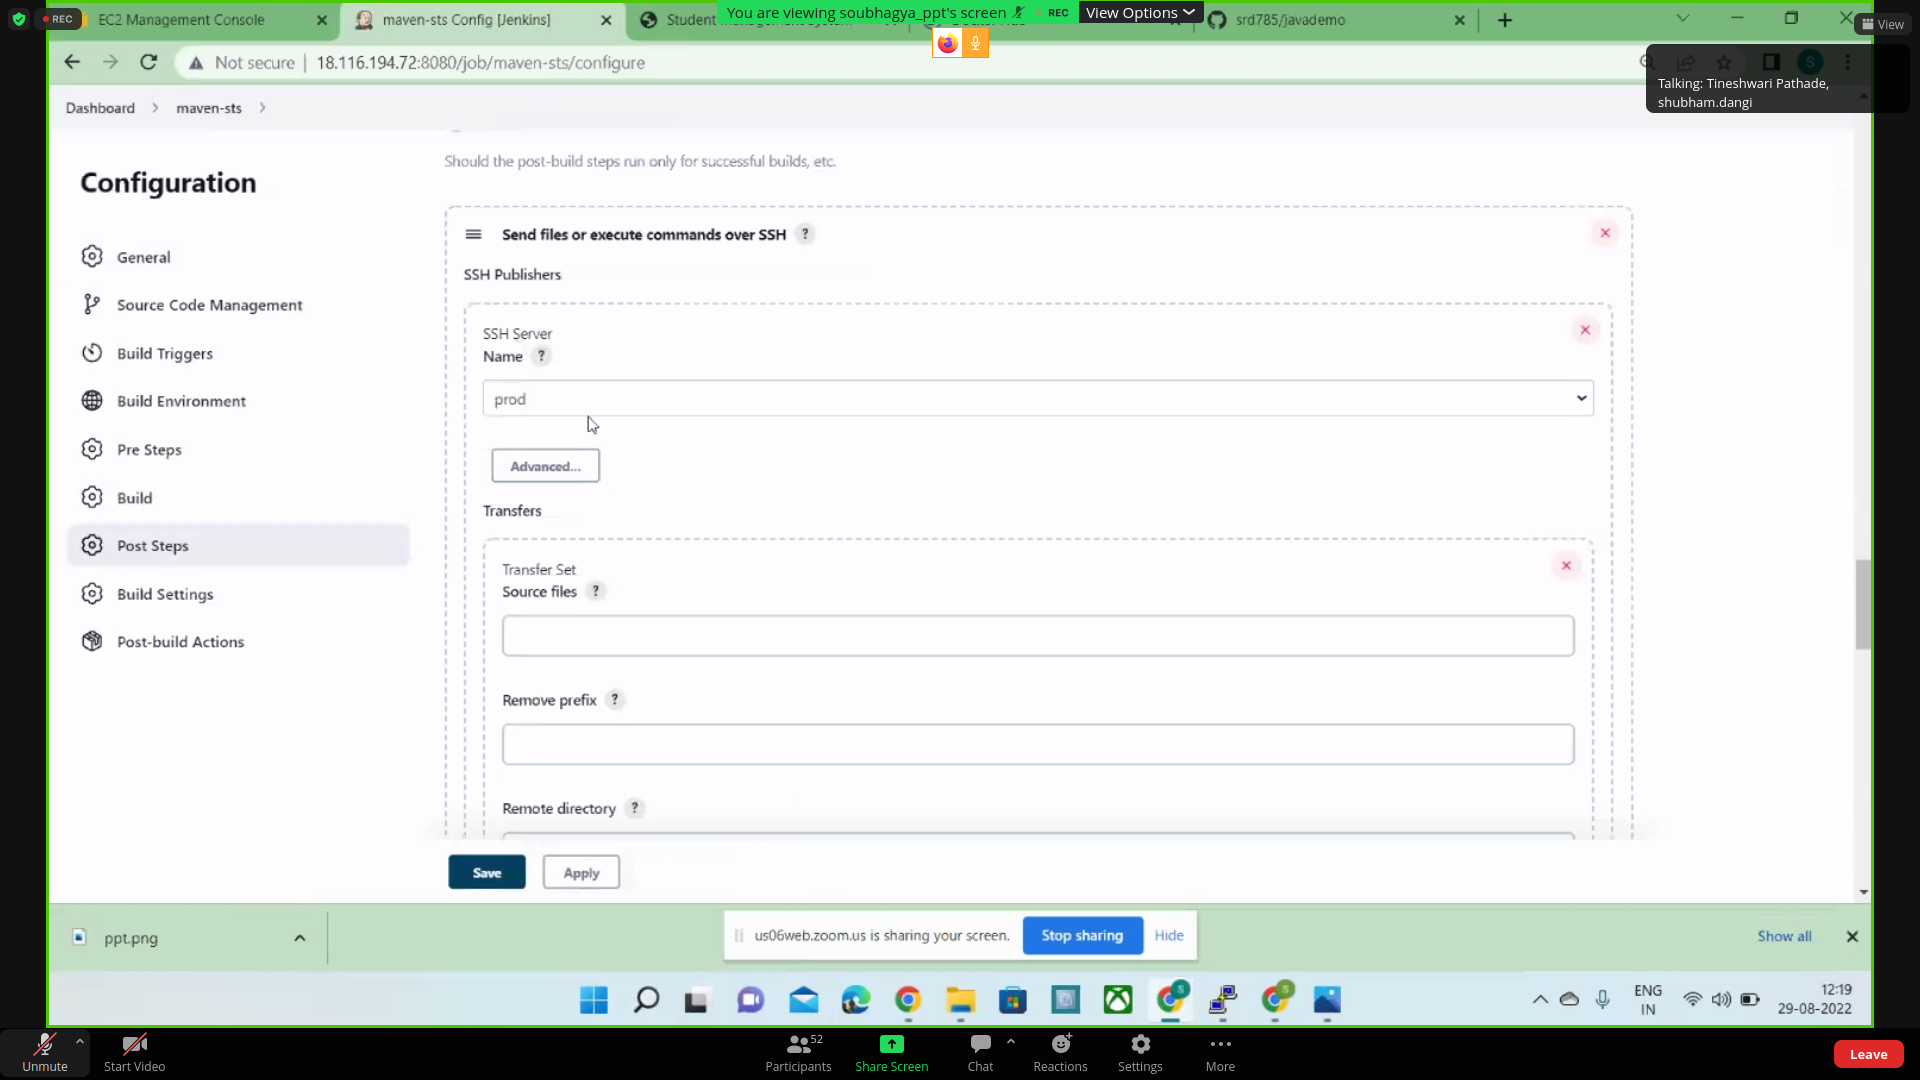 EC2 Management Console
maven-sts Config [Jenkins]
Student
srd785/javademo
You are viewing soubhagya_ppt's screen
REC
View Options
REC
View
Not secure
18.116.194.72:8080/job/maven-sts/configure
S
Talking: Tineshwari Pathade,
shubham.dangi
Dashboard
maven-sts
Configuration
General
Source Code Management
Build Triggers
Build Environment
Pre Steps
Build
Post Steps
Build Settings
Post-build Actions
Should the post-build steps run only for successful builds, etc.
Send files or execute commands over SSH ?
SSH Publishers
SSH Server
Name ?
prod
Advanced...
Transfers
Transfer Set
Source files ?
Remove prefix ?
Remote directory ?
Save
Apply
ppt.png
us06web.zoom.us is sharing your screen.
Stop sharing
Hide
Show all
S
S
ENG
IN
12:19
29-08-2022
Unmute
Start Video
Participants
52
Share Screen
Chat
Reactions
Settings
More
Leave